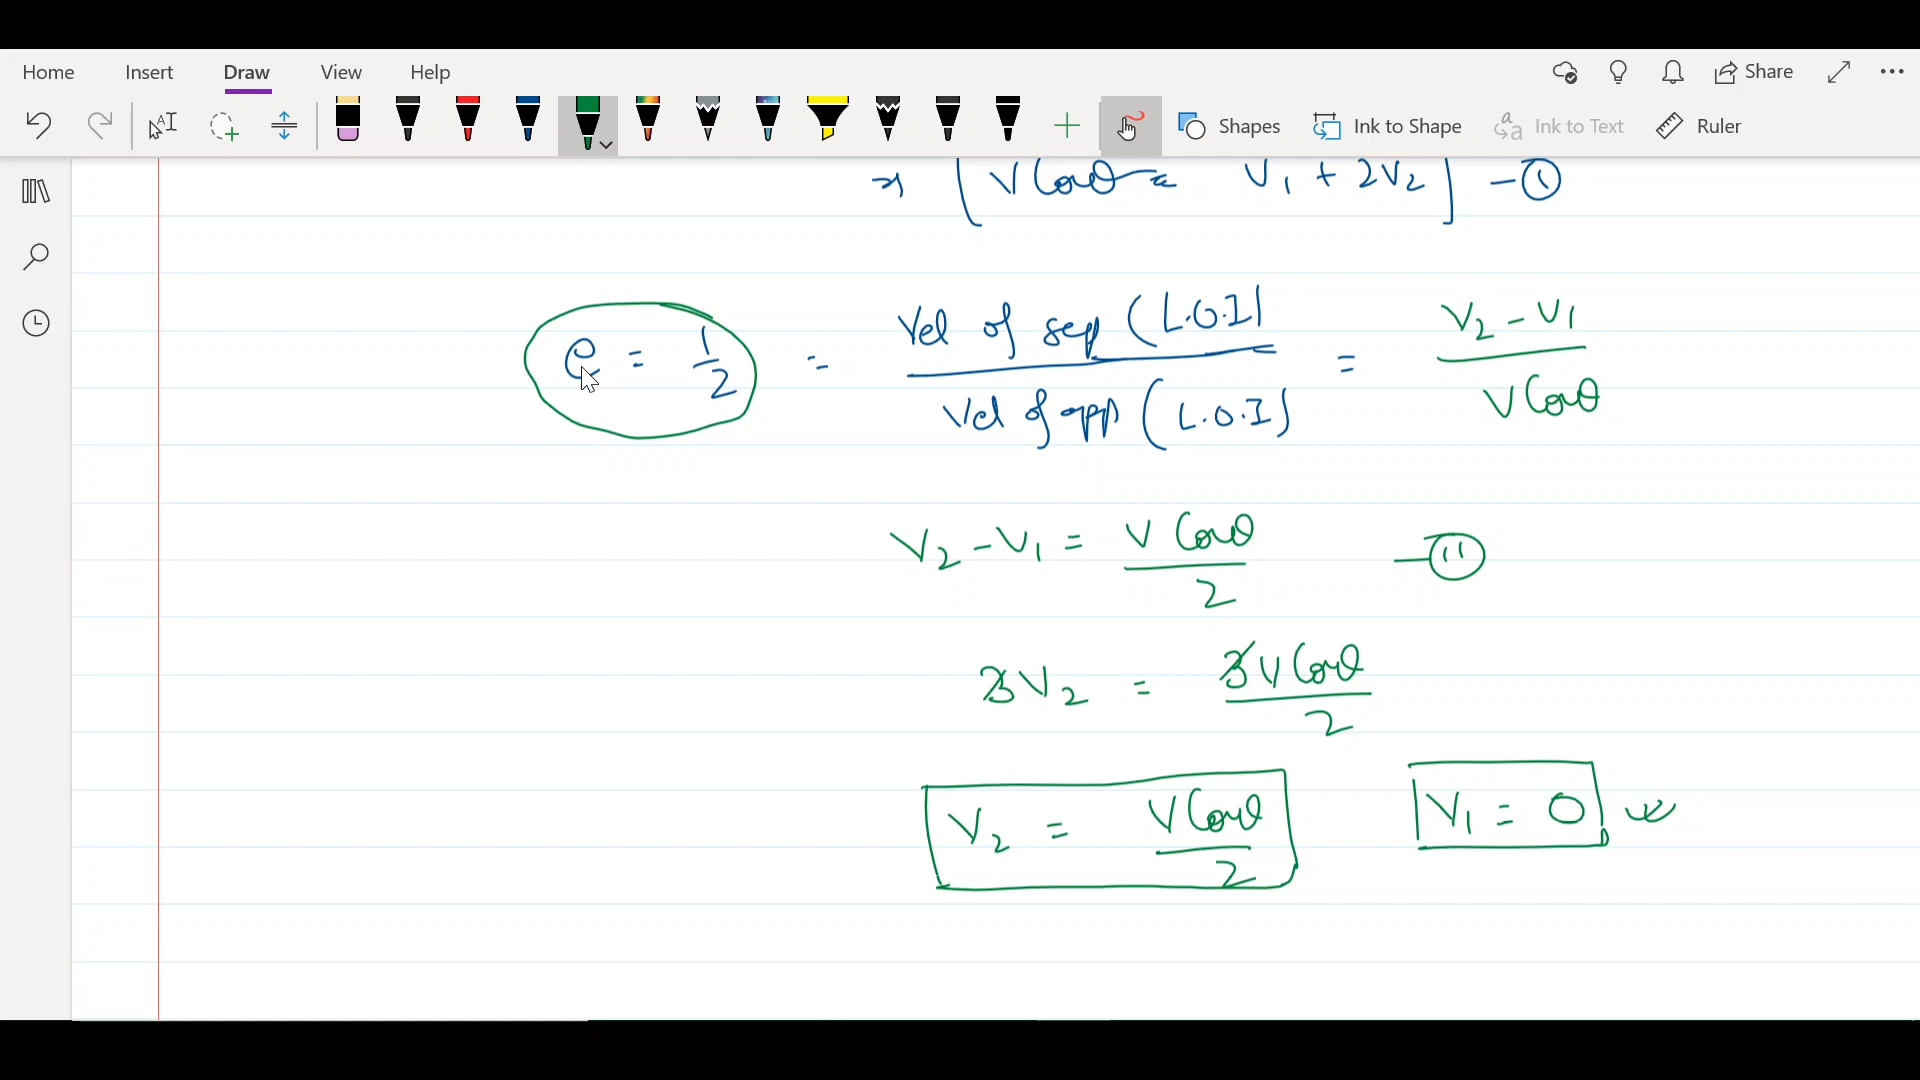 Home Insert Draw View Help Share
Shapes Ink to Shape Ink to Text Ruler
⇒ [V Cosθ = V₁ + 2V₂] – ①
e = 1/2 = Vel of sep (L.O.I) / Vel of app (L.O.I) = V₂ – V₁ / V Cosθ
V₂ – V₁ = V Cosθ / 2 – ⑪
3V₂ = 3V Cosθ / 2
V₂ = V Cosθ / 2 V₁ = 0